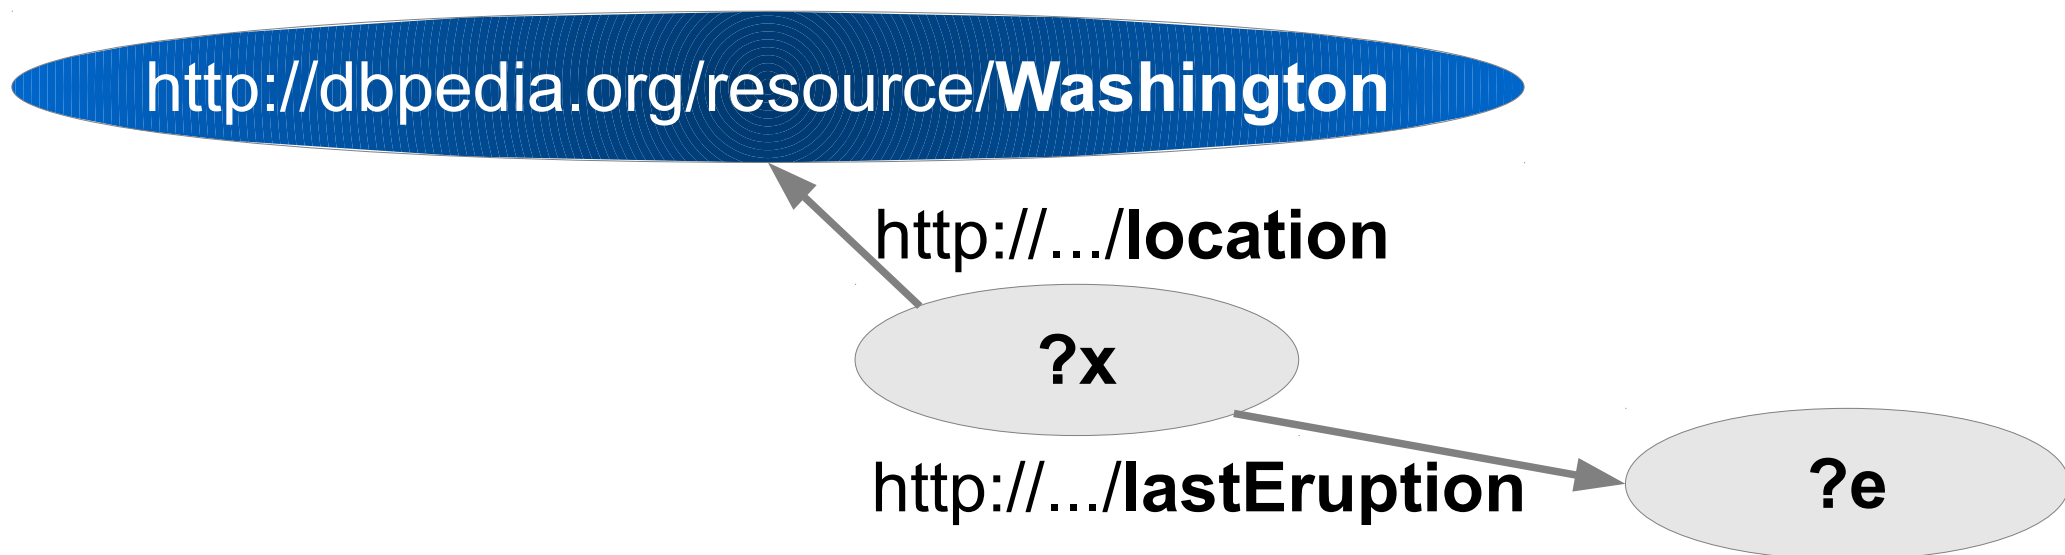 http://dbpedia.org/resource/Washington
http://.../location
?x
http://.../lastEruption
?e